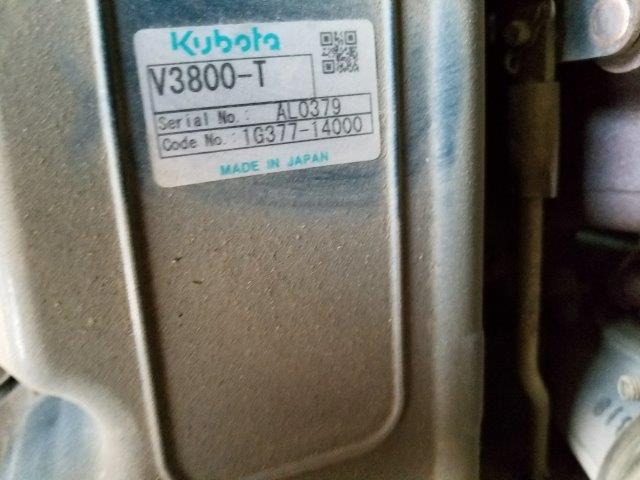 Kubota
V3800-T
Serial No.: AL0379
Code No.: 1G377-14000
MADE IN JAPAN